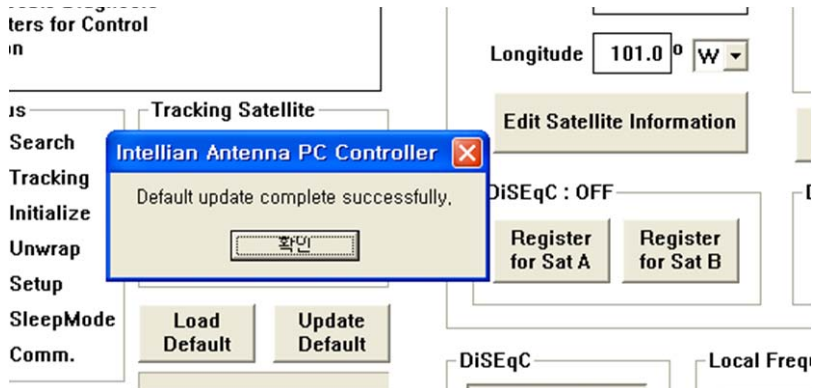 ters for Control
Longitude 101.0 º W
Edit Satellite Information
Tracking Satellite
Search
Tracking
Initialize
Unwrap
Setup
SleepMode
Comm.
Intellian Antenna PC Controller
Default update complete successfully,
확인
DiSEqC : OFF
Register
for Sat A
Register
for Sat B
Load
Default
Update
Default
DiSEqC
Local Frequ